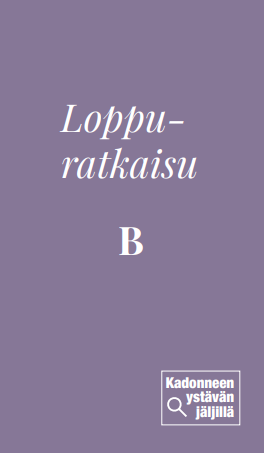 Loppu-
ratkaisu
B
Kadonneen
ystävän
jäljillä